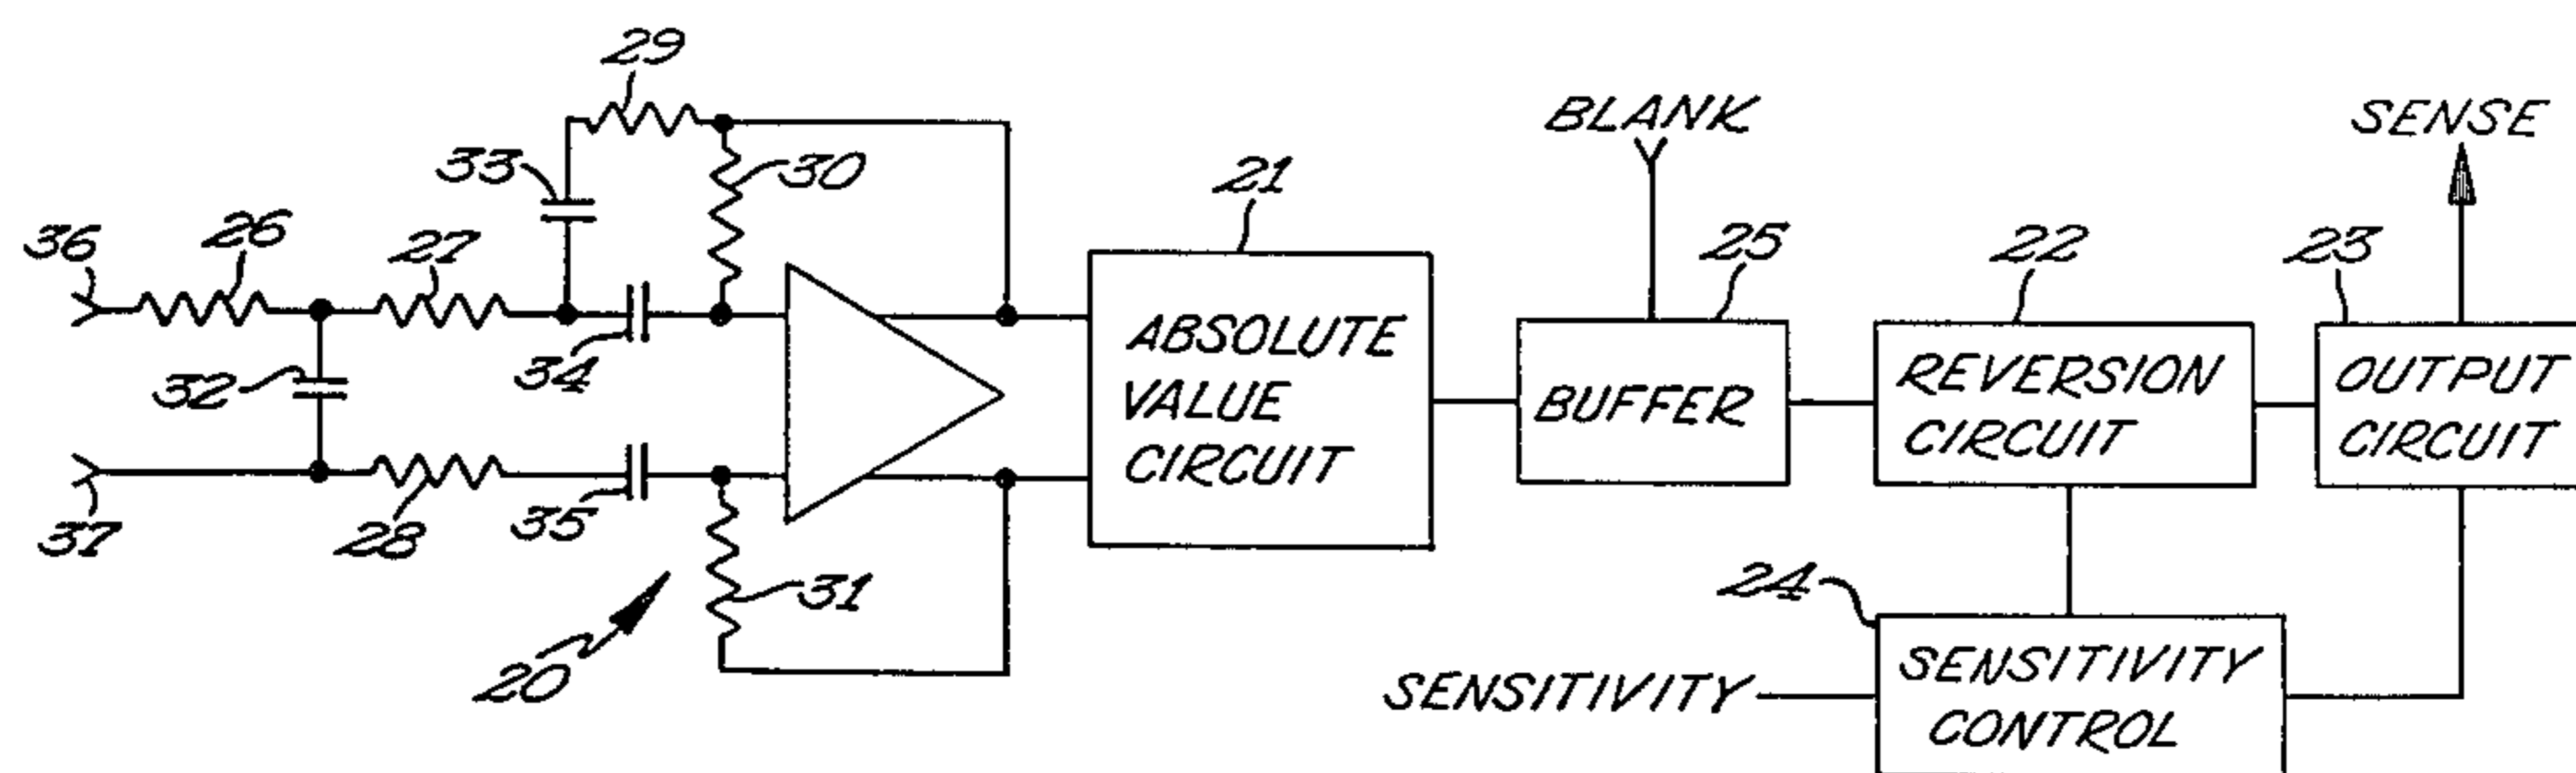 29
BLANK
SENSE
33
30
21
36
26
27
25
22
23
ABSOLUTE
VALUE
CIRCUIT
34
32
BUFFER
REVERSION
CIRCUIT
OUTPUT
CIRCUIT
37
28
35
31
20
24
SENSITIVITY
SENSITIVITY
CONTROL